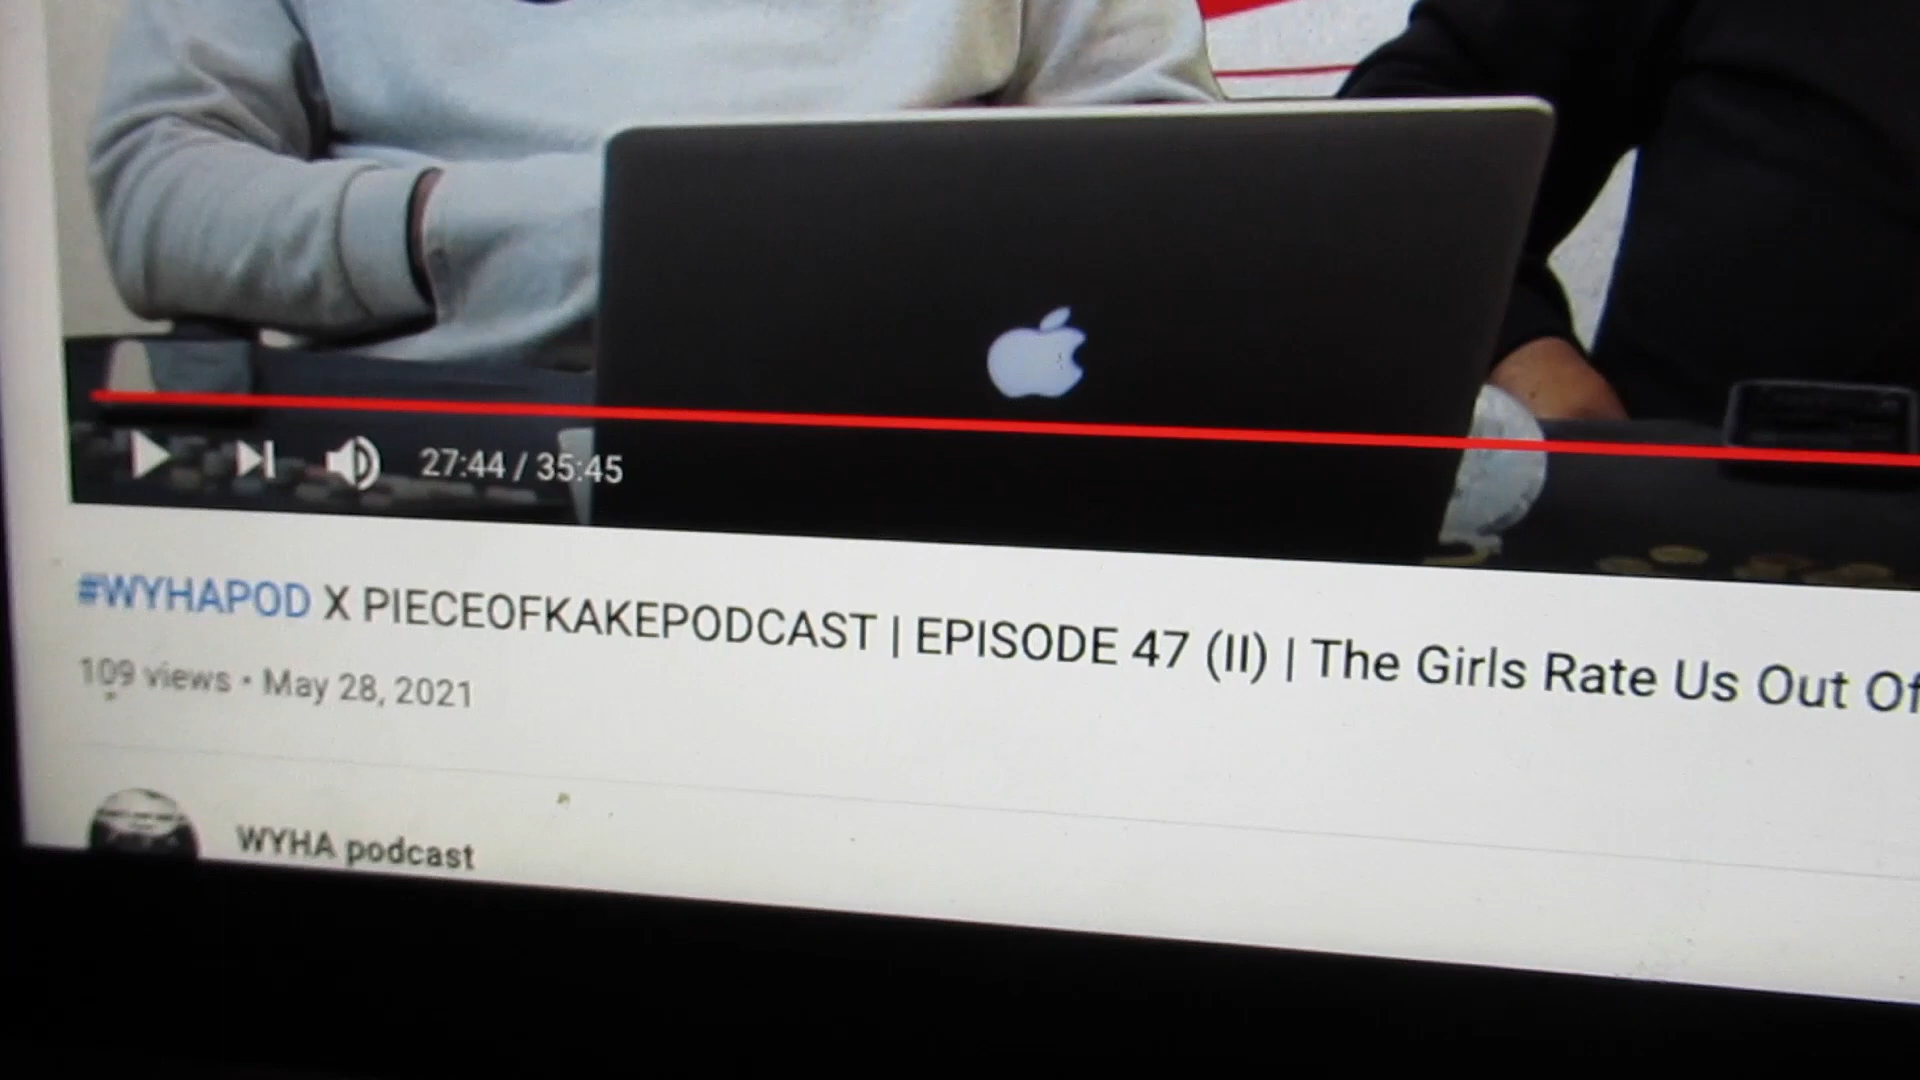 27:44 / 35:45
#WYHAPOD X PIECEOFKAKEPODCAST | EPISODE 47 (II) | The Girls Rate Us Out Of
109 views • May 28, 2021
WYHA podcast